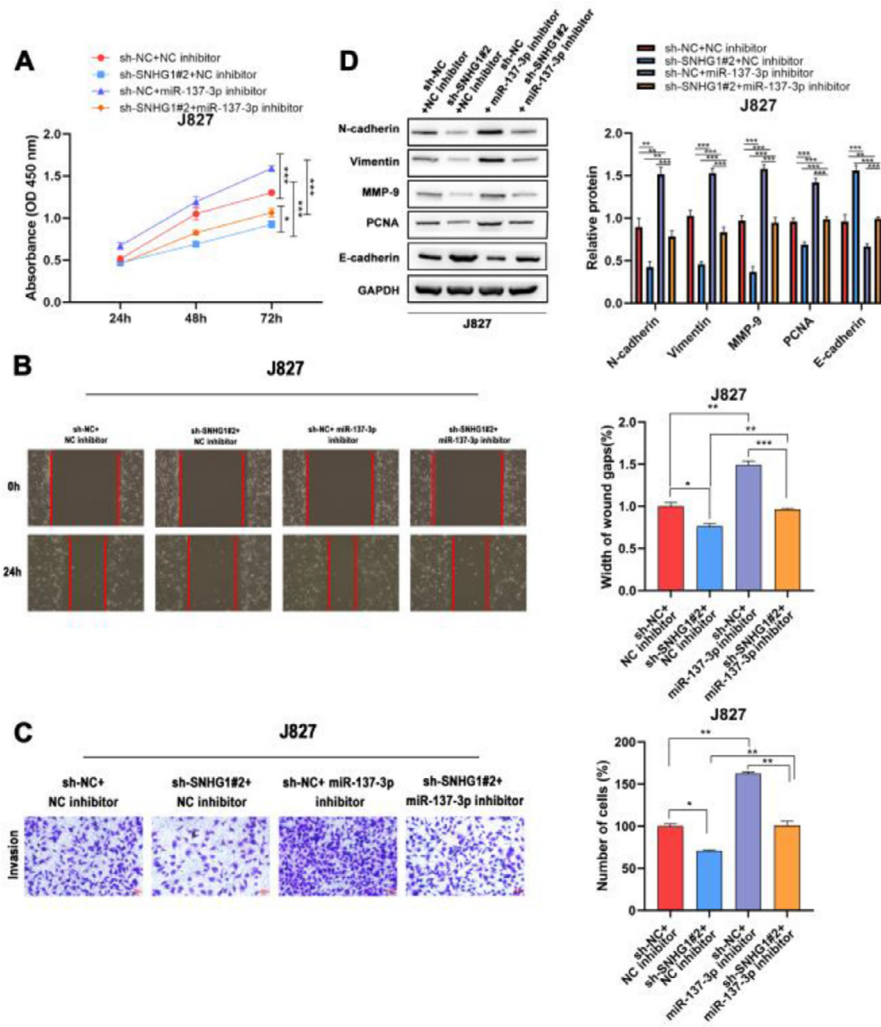 A
sh-NC+NC inhibitor
sh-SNHG1#2+NC inhibitor
sh-NC+miR-137-3p inhibitor
sh-SNHG1#2+miR-137-3p inhibitor
J827
Absorbance (OD 450 nm)
2.0
1.5
1.0
0.5
0.0
24h
48h
72h
***
***
***
*
D
sh-NC
+NC inhibitor
sh-SNHG1#2
+NC inhibitor
sh-NC
+ miR-137-3p inhibitor
sh-SNHG1#2
+ miR-137-3p inhibitor
N-cadherin
Vimentin
MMP-9
PCNA
E-cadherin
GAPDH
J827
sh-NC+NC inhibitor
sh-SNHG1#2+NC inhibitor
sh-NC+miR-137-3p inhibitor
sh-SNHG1#2+miR-137-3p inhibitor
J827
Relative protein
2.0
1.5
1.0
0.5
0.0
N-cadherin
Vimentin
MMP-9
PCNA
E-cadherin
B
J827
sh-NC+
NC inhibitor
sh-SNHG1#2+
NC inhibitor
sh-NC+ miR-137-3p
inhibitor
sh-SNHG1#2+
miR-137-3p inhibitor
0h
24h
J827
Width of wound gaps(%)
2.0
1.5
1.0
0.5
0.0
**
**
***
*
sh-NC+
NC inhibitor
sh-SNHG1#2+
NC inhibitor
sh-NC+
miR-137-3p inhibitor
sh-SNHG1#2+
miR-137-3p inhibitor
C
J827
sh-NC+
NC inhibitor
sh-SNHG1#2+
NC inhibitor
sh-NC+ miR-137-3p
inhibitor
sh-SNHG1#2+
miR-137-3p inhibitor
Invasion
J827
Number of cells (%)
200
150
100
50
0
**
**
**
*
sh-NC+
NC inhibitor
sh-SNHG1#2+
NC inhibitor
sh-NC+
miR-137-3p inhibitor
sh-SNHG1#2+
miR-137-3p inhibitor